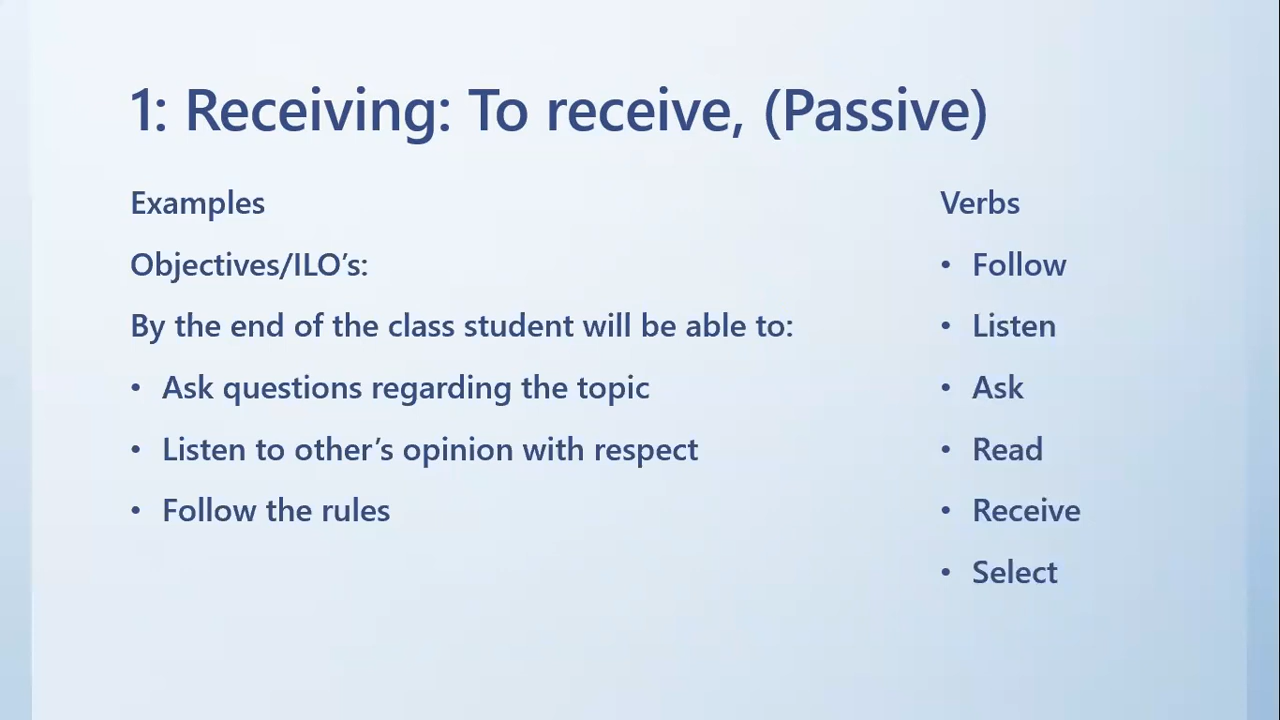 1: Receiving: To receive, (Passive)
Examples
Objectives/ILO’s:
By the end of the class student will be able to:
• Ask questions regarding the topic
• Listen to other’s opinion with respect
• Follow the rules
Verbs
• Follow
• Listen
• Ask
• Read
• Receive
• Select